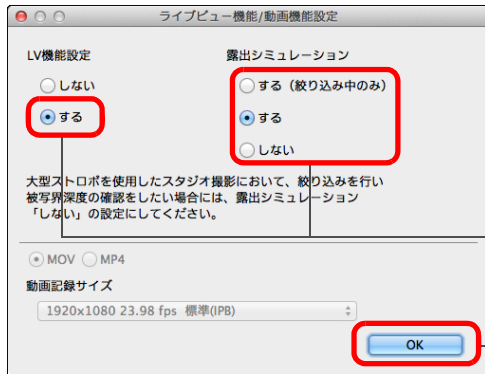 ライブビュー機能/動画機能設定
LV機能設定
しない
する
露出シミュレーション
する（絞り込み中のみ）
する
しない
大型ストロボを使用したスタジオ撮影において、絞り込みを行い
被写界深度の確認をしたい場合には、露出シミュレーション
「しない」の設定にしてください。
MOV MP4
動画記録サイズ
1920x1080 23.98 fps 標準(IPB)
OK